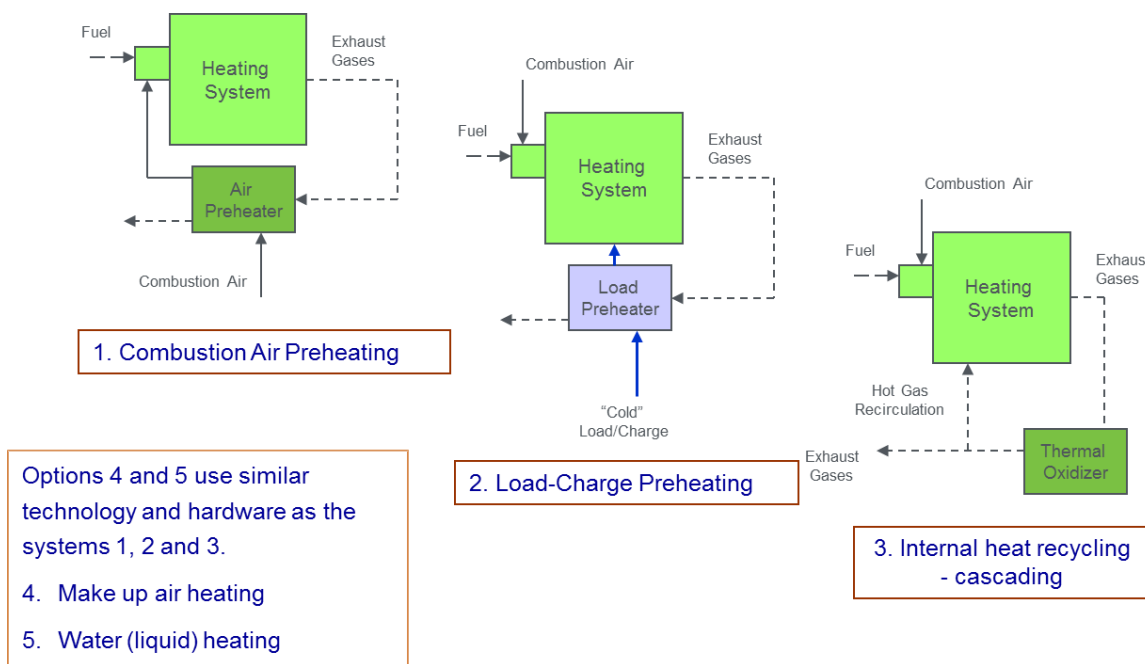 Fuel
Heating
System
Exhaust
Gases
Air
Preheater
Combustion Air
1. Combustion Air Preheating
Combustion Air
Fuel
Heating
System
Exhaust
Gases
Load
Preheater
“Cold”
Load/Charge
2. Load-Charge Preheating
Combustion Air
Fuel
Heating
System
Exhaust
Gases
Hot Gas
Recirculation
Exhaust
Gases
Thermal
Oxidizer
3. Internal heat recycling
- cascading
Options 4 and 5 use similar
technology and hardware as the
systems 1, 2 and 3.
4. Make up air heating
5. Water (liquid) heating